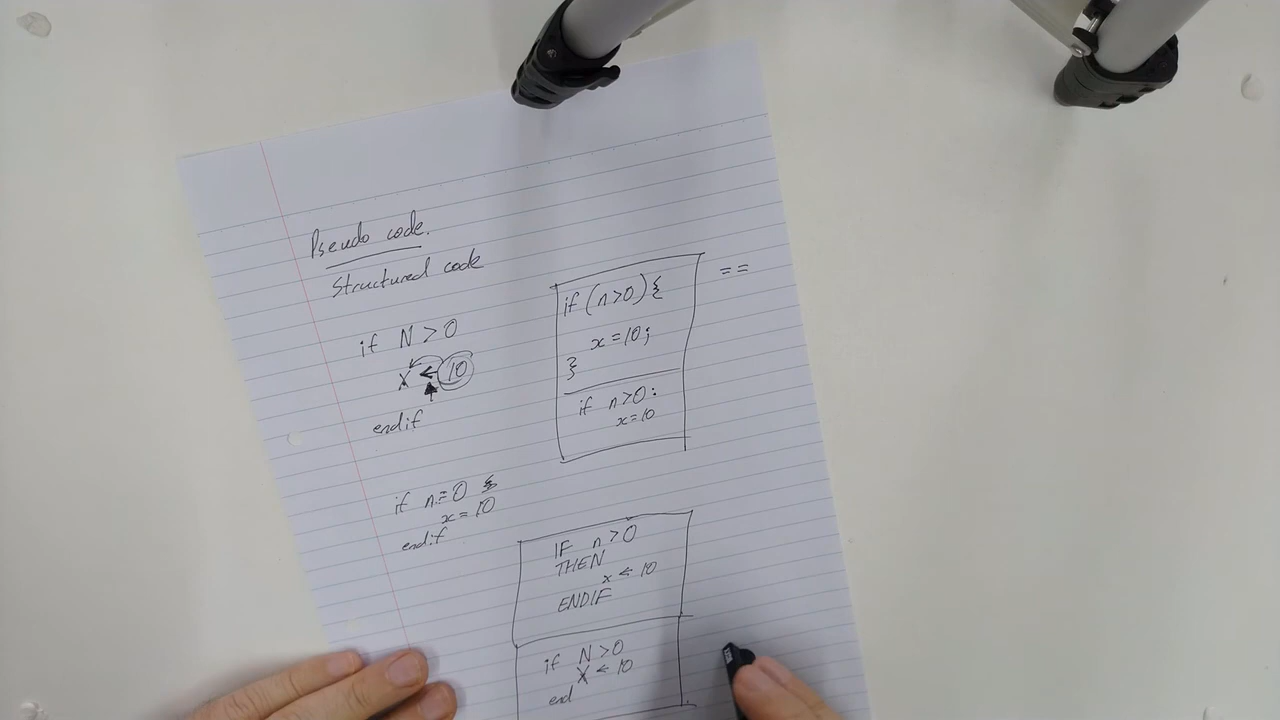 Pseudo code.
Structured code
if N > 0
X ← 10
endif
if (n>0) {
x = 10;
}
if n>0:
x=10
==
if n = 0 {
x = 10
endif
IF n > 0
THEN
x ← 10
ENDIF
if N > 0
X ← 10
end